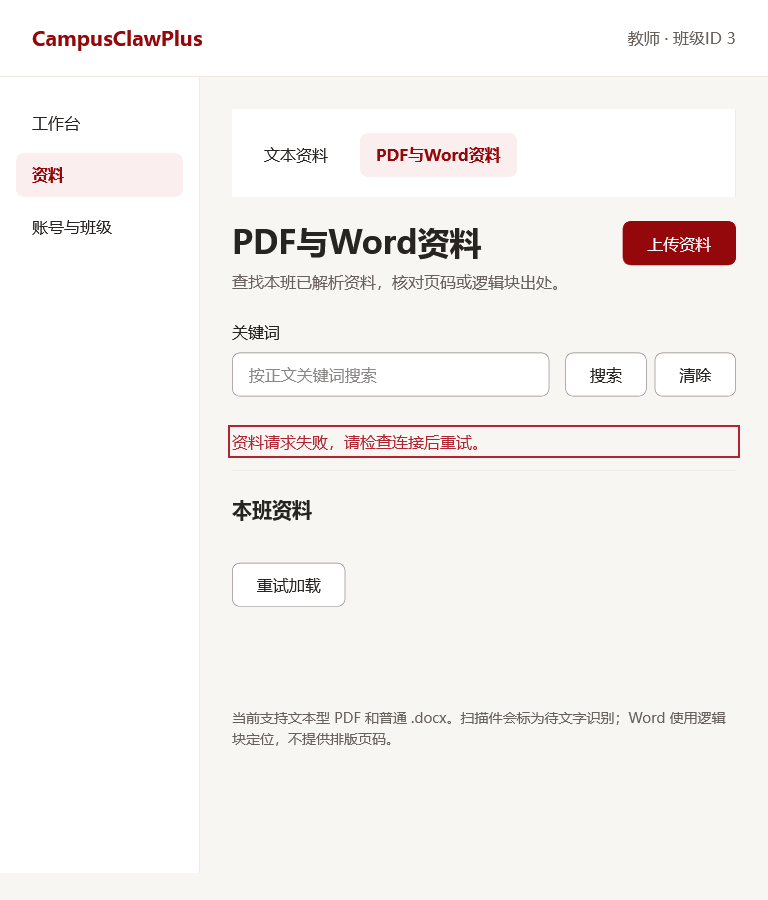 CampusClawPlus
教师 · 班级ID 3
工作台
资料
账号与班级
文本资料
PDF与Word资料
PDF与Word资料
上传资料
查找本班已解析资料，核对页码或逻辑块出处。
关键词
按正文关键词搜索
搜索
清除
资料请求失败，请检查连接后重试。
本班资料
重试加载
当前支持文本型 PDF 和普通 .docx。扫描件会标为待文字识别；Word 使用逻辑
块定位，不提供排版页码。